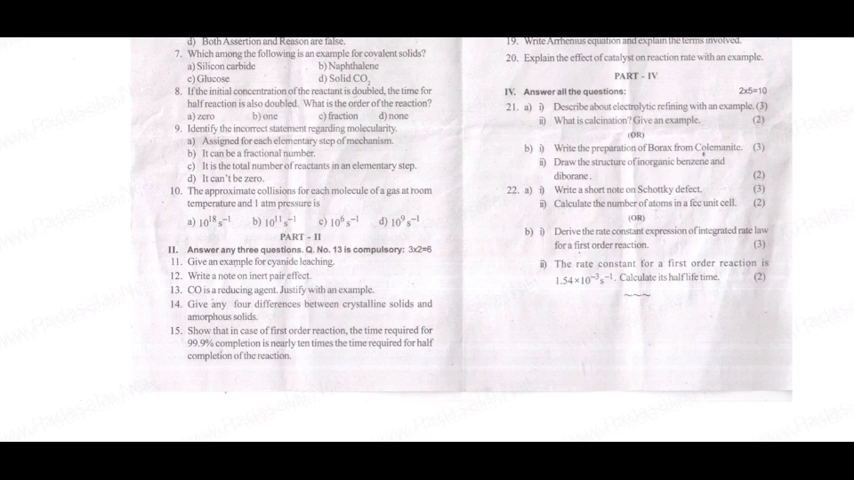 d) Both Assertion and Reason are false.
7. Which among the following is an example for covalent solids?
a) Silicon carbide b) Naphthalene
c) Glucose d) Solid CO₂
8. If the initial concentration of the reactant is doubled, the time for
half reaction is also doubled. What is the order of the reaction?
a) zero b) one c) fraction d) none
9. Identify the incorrect statement regarding molecularity.
a) Assigned for each elementary step of mechanism.
b) It can be a fractional number.
c) It is the total number of reactants in an elementary step.
d) It can't be zero.
10. The approximate collisions for each molecule of a gas at room
temperature and 1 atm pressure is
a) 10¹⁸ s⁻¹ b) 10¹¹ s⁻¹ c) 10⁶ s⁻¹ d) 10⁹ s⁻¹
PART - II
II. Answer any three questions. Q. No. 13 is compulsory: 3x2=6
11. Give an example for cyanide leaching.
12. Write a note on inert pair effect.
13. CO is a reducing agent. Justify with an example.
14. Give any four differences between crystalline solids and
amorphous solids.
15. Show that in case of first order reaction, the time required for
99.9% completion is nearly ten times the time required for half
completion of the reaction.
19. Write Arrhenius equation and explain the terms involved.
20. Explain the effect of catalyst on reaction rate with an example.
PART - IV
IV. Answer all the questions: 2x5=10
21. a) i) Describe about electrolytic refining with an example. (3)
ii) What is calcination? Give an example. (2)
(OR)
b) i) Write the preparation of Borax from Colemanite. (3)
ii) Draw the structure of inorganic benzene and
diborane. (2)
22. a) i) Write a short note on Schottky defect. (3)
ii) Calculate the number of atoms in a fcc unit cell. (2)
(OR)
b) i) Derive the rate constant expression of integrated rate law
for a first order reaction. (3)
ii) The rate constant for a first order reaction is
1.54×10⁻³ s⁻¹. Calculate its half life time. (2)
~~~